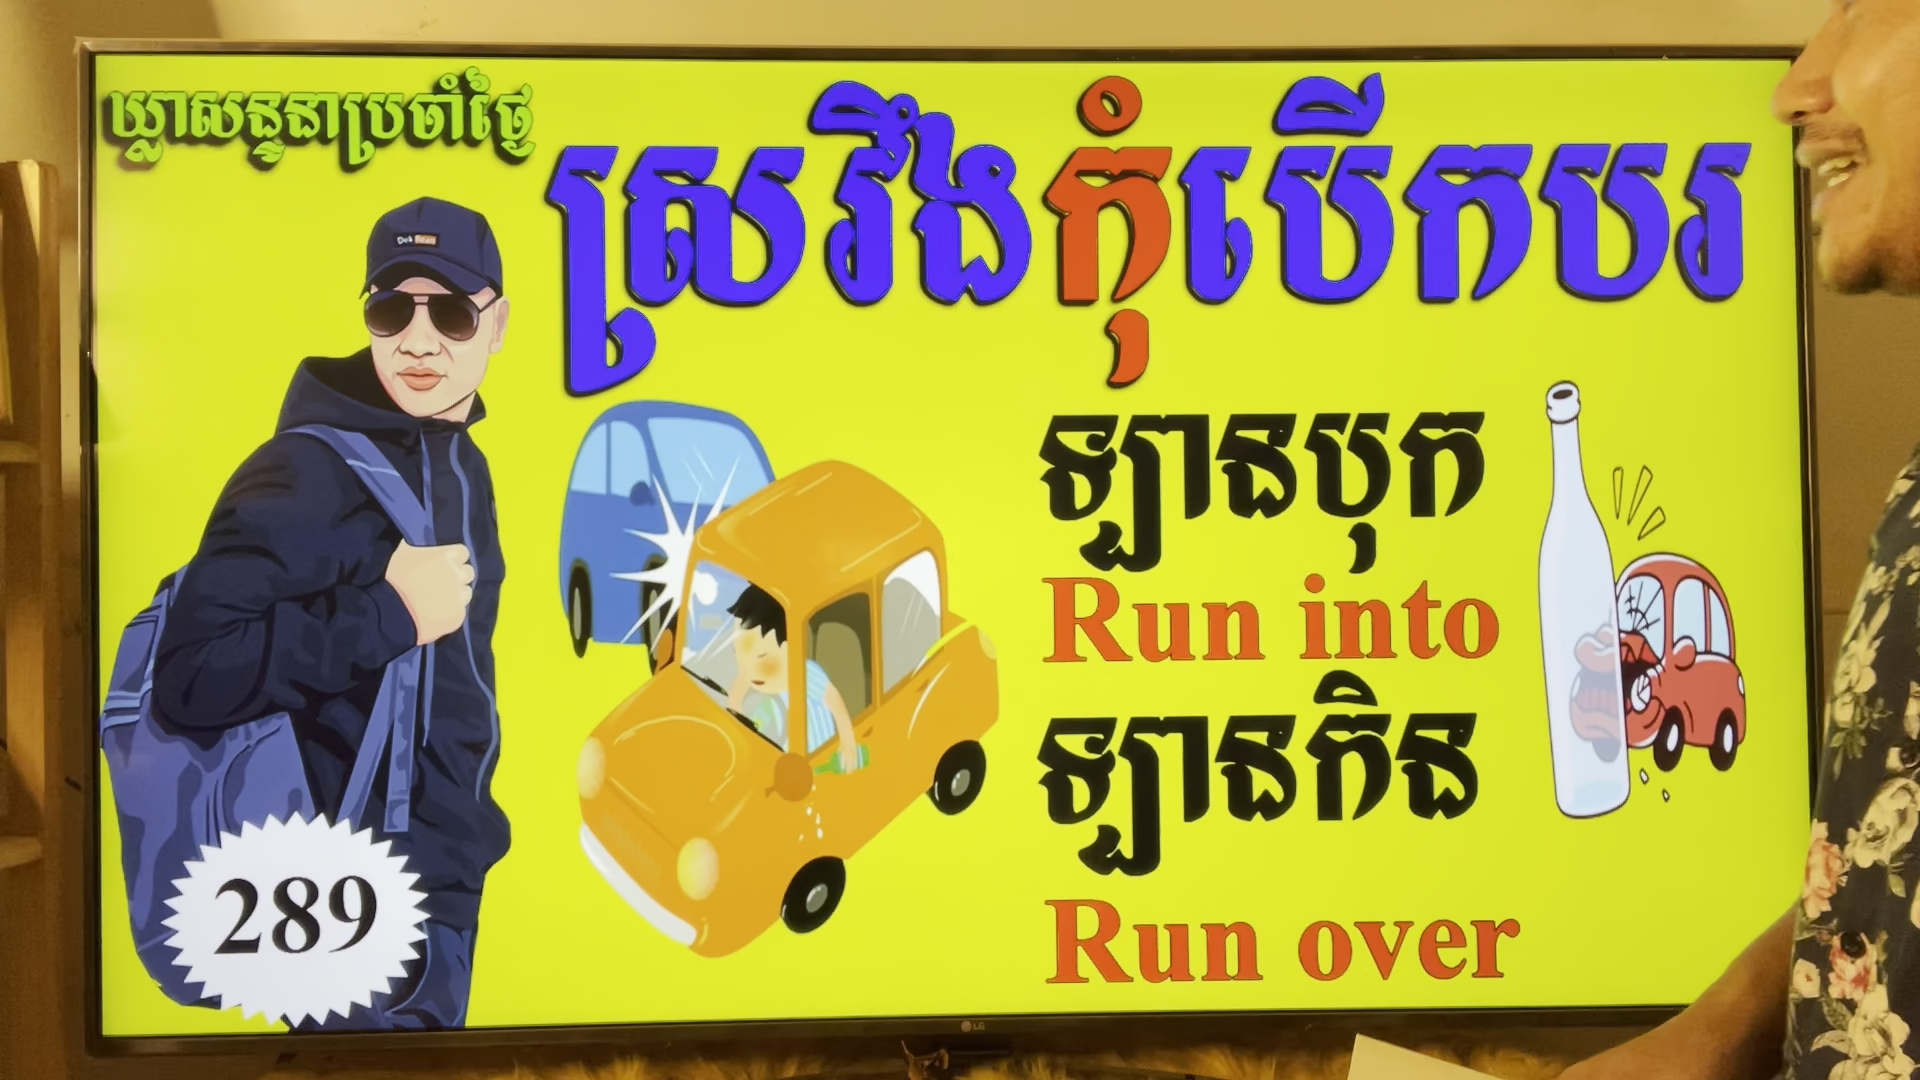 ឃ្លាសន្ទនាប្រចាំថ្ងៃ
ស្រវឹងកុំបើកបរ
ឡានបុក
Run into
ឡានកិន
Run over
289
LG